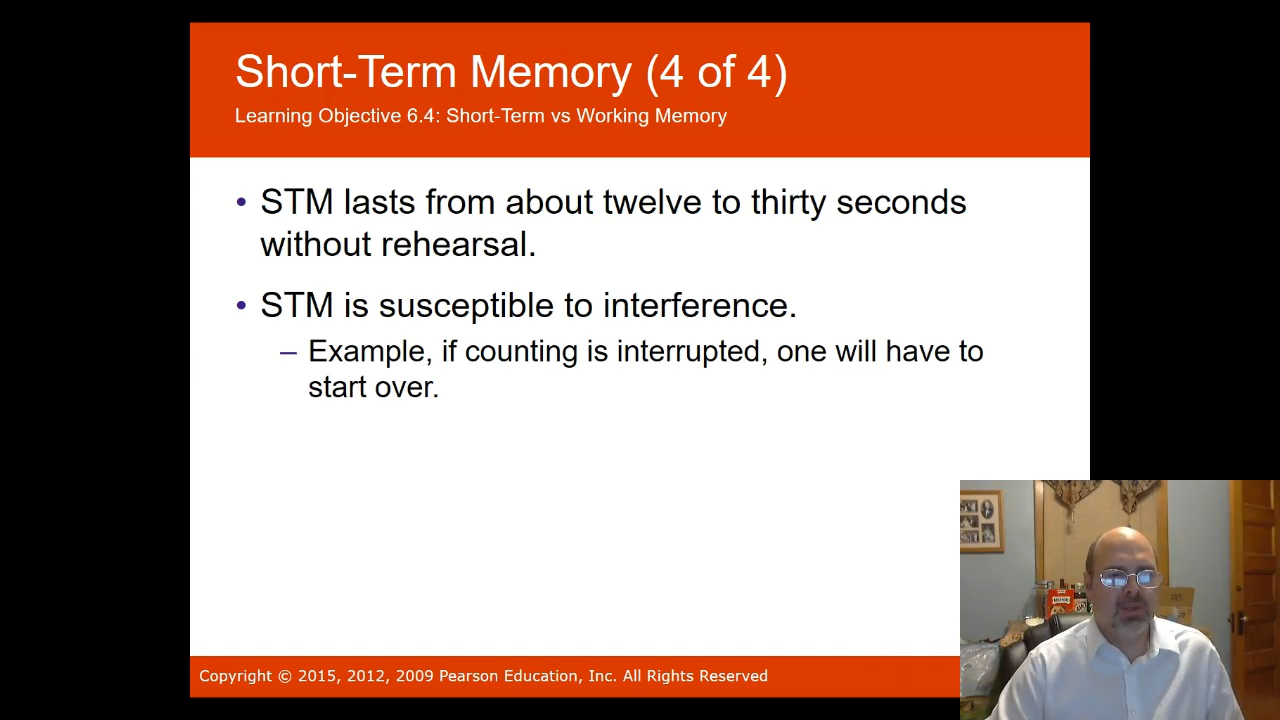 Short-Term Memory (4 of 4)
Learning Objective 6.4: Short-Term vs Working Memory
• STM lasts from about twelve to thirty seconds
without rehearsal.
• STM is susceptible to interference.
– Example, if counting is interrupted, one will have to
start over.
Copyright © 2015, 2012, 2009 Pearson Education, Inc. All Rights Reserved